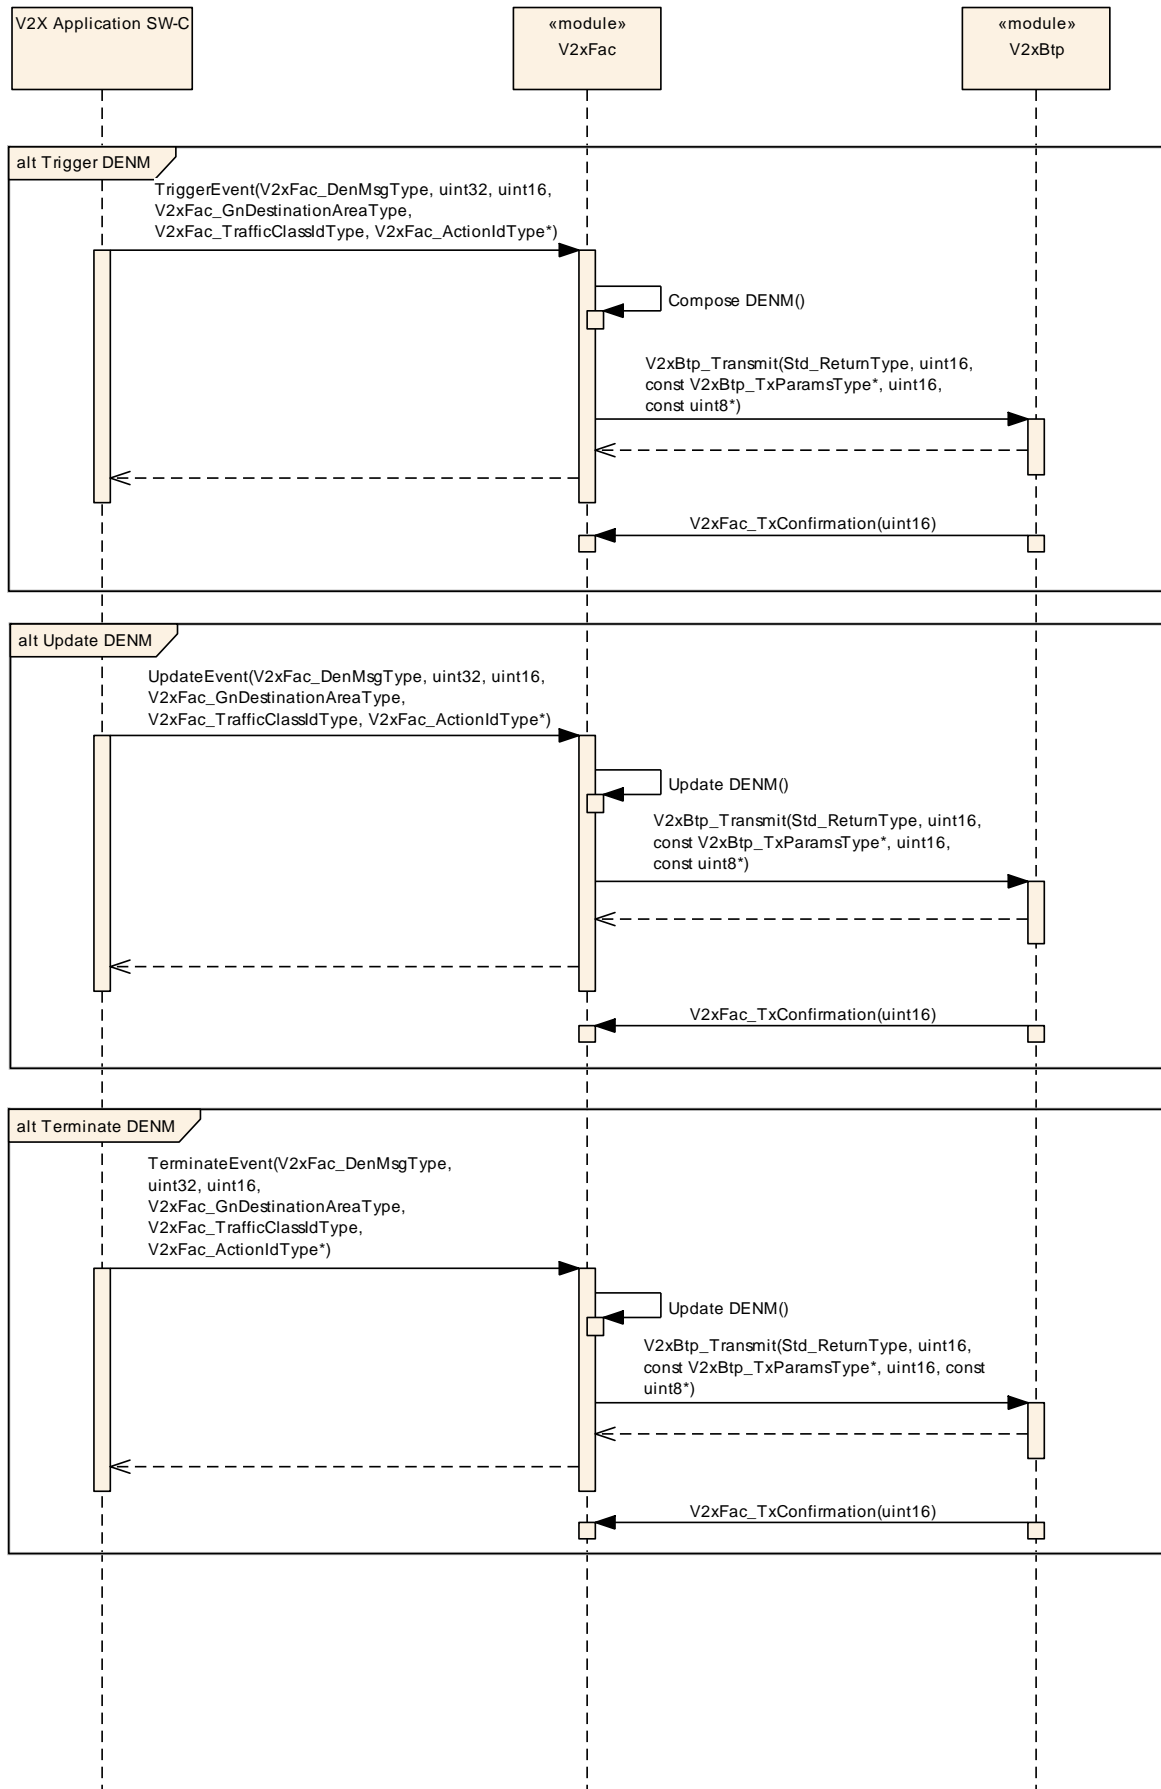 V2X Application SW-C
«module»
V2xFac
«module»
V2xBtp
alt Trigger DENM
TriggerEvent(V2xFac_DenMsgType, uint32, uint16,
V2xFac_GnDestinationAreaType,
V2xFac_TrafficClassIdType, V2xFac_ActionIdType*)
Compose DENM()
V2xBtp_Transmit(Std_ReturnType, uint16,
const V2xBtp_TxParamsType*, uint16,
const uint8*)
V2xFac_TxConfirmation(uint16)
alt Update DENM
UpdateEvent(V2xFac_DenMsgType, uint32, uint16,
V2xFac_GnDestinationAreaType,
V2xFac_TrafficClassIdType, V2xFac_ActionIdType*)
Update DENM()
V2xBtp_Transmit(Std_ReturnType, uint16,
const V2xBtp_TxParamsType*, uint16,
const uint8*)
V2xFac_TxConfirmation(uint16)
alt Terminate DENM
TerminateEvent(V2xFac_DenMsgType,
uint32, uint16,
V2xFac_GnDestinationAreaType,
V2xFac_TrafficClassIdType,
V2xFac_ActionIdType*)
Update DENM()
V2xBtp_Transmit(Std_ReturnType, uint16,
const V2xBtp_TxParamsType*, uint16, const
uint8*)
V2xFac_TxConfirmation(uint16)